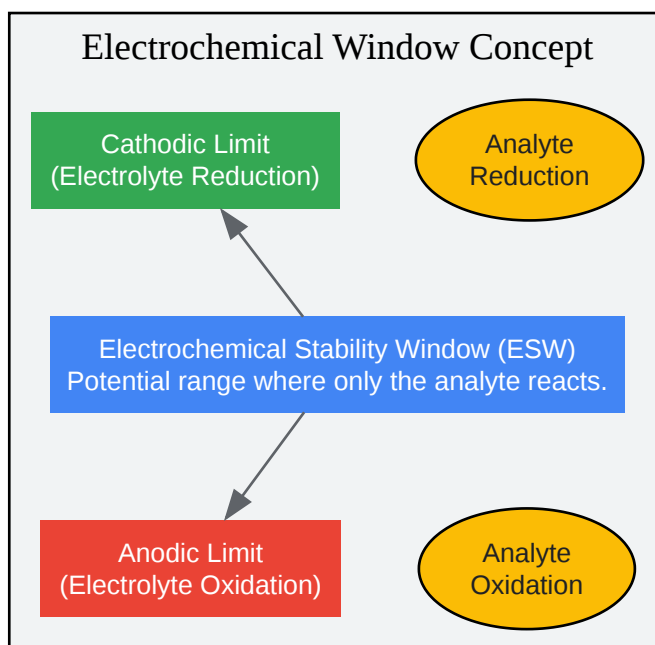 Electrochemical Window Concept
Cathodic Limit
(Electrolyte Reduction)
Analyte
Reduction
Electrochemical Stability Window (ESW)
Potential range where only the analyte reacts.
Anodic Limit
(Electrolyte Oxidation)
Analyte
Oxidation